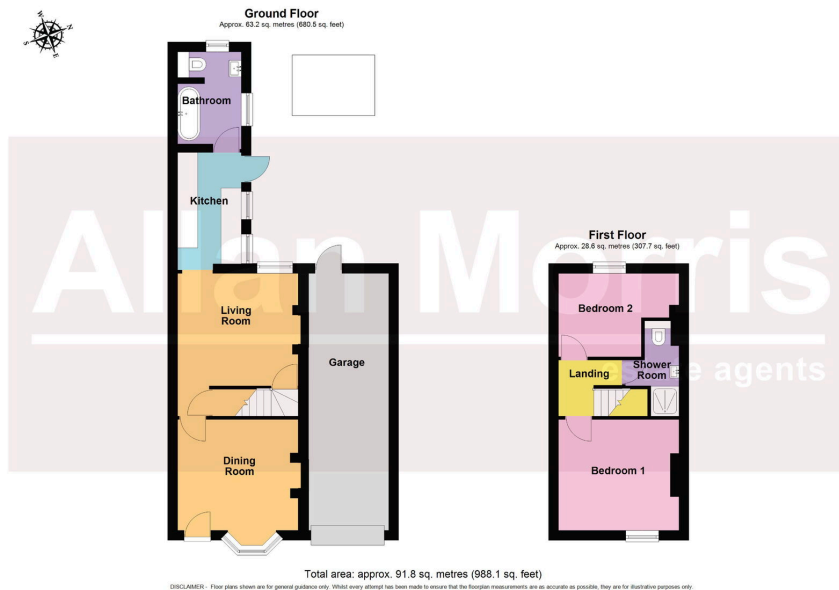 Ground Floor
Approx. 63.2 sq. metres (680.5 sq. feet)
W
N
S
E
Bathroom
Kitchen
First Floor
Approx. 28.6 sq. metres (307.7 sq. feet)
Allan Morris
estate agents
Living
Room
Bedroom 2
Garage
Landing
Shower
Room
Dining
Room
Bedroom 1
Total area: approx. 91.8 sq. metres (988.1 sq. feet)
DISCLAIMER - Floor plans shown are for general guidance only. Whilst every attempt has been made to ensure that the floorplan measurements are as accurate as possible, they are for illustrative purposes only.